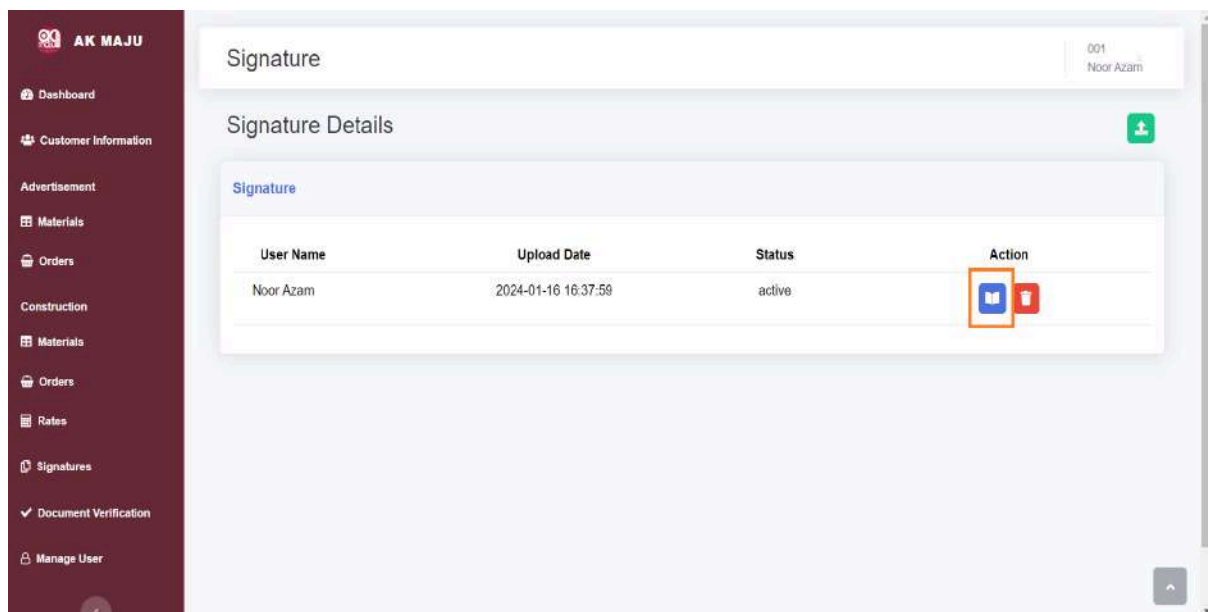 AK MAJU
Dashboard
Customer Information
Advertisement
Materials
Orders
Construction
Materials
Orders
Rates
Signatures
Document Verification
Manage User
Signature
001
Noor Azam
Signature Details
Signature
User Name Upload Date Status Action
Noor Azam 2024-01-16 16:37:59 active